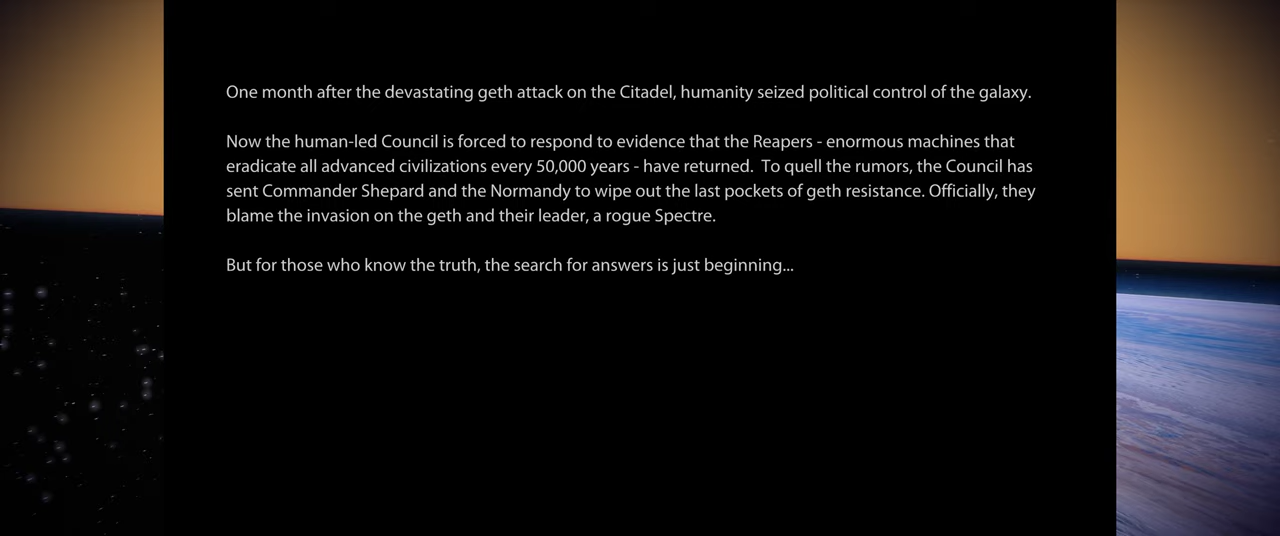 One month after the devastating geth attack on the Citadel, humanity seized political control of the galaxy.
Now the human-led Council is forced to respond to evidence that the Reapers - enormous machines that
eradicate all advanced civilizations every 50,000 years - have returned.  To quell the rumors, the Council has
sent Commander Shepard and the Normandy to wipe out the last pockets of geth resistance. Officially, they
blame the invasion on the geth and their leader, a rogue Spectre.
But for those who know the truth, the search for answers is just beginning...